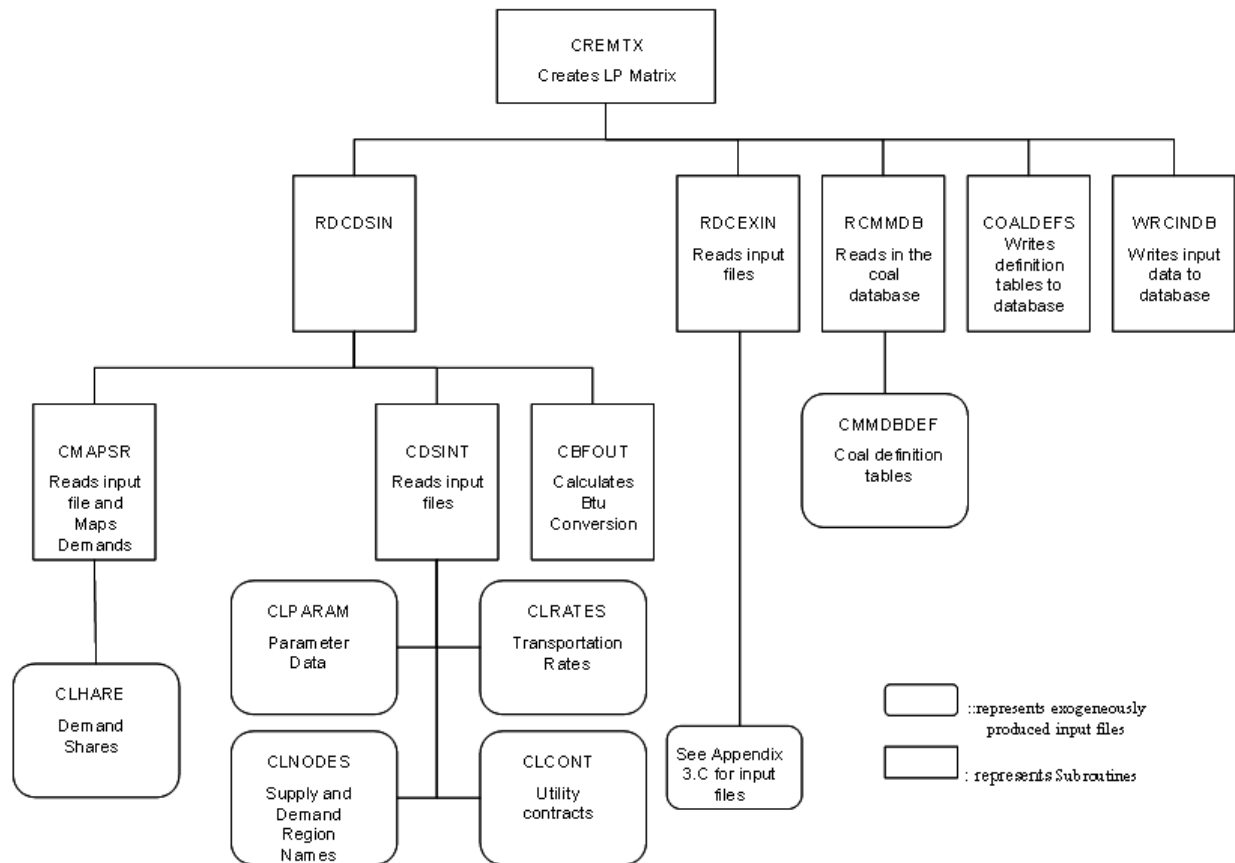 CREMTX
Creates LP Matrix
RDCDSIN
RDCEXIN
Reads input
files
RCMMDB
Reads in the
coal
database
COALDEFS
Writes
definition
tables to
database
WRCINDB
Writes input
data to
database
CMAPSR
Reads input
file and
Maps
Demands
CDSINT
Reads input
files
CBFOUT
Calculates
Btu
Conversion
CMMDBDEF
Coal definition
tables
CLPARAM
Parameter
Data
CLRATES
Transportation
Rates
CLHARE
Demand
Shares
CLNODES
Supply and
Demand
Region
Names
CLCONT
Utility
contracts
See Appendix
3.C for input
files
::represents exogeneously
produced input files
: represents Subroutines